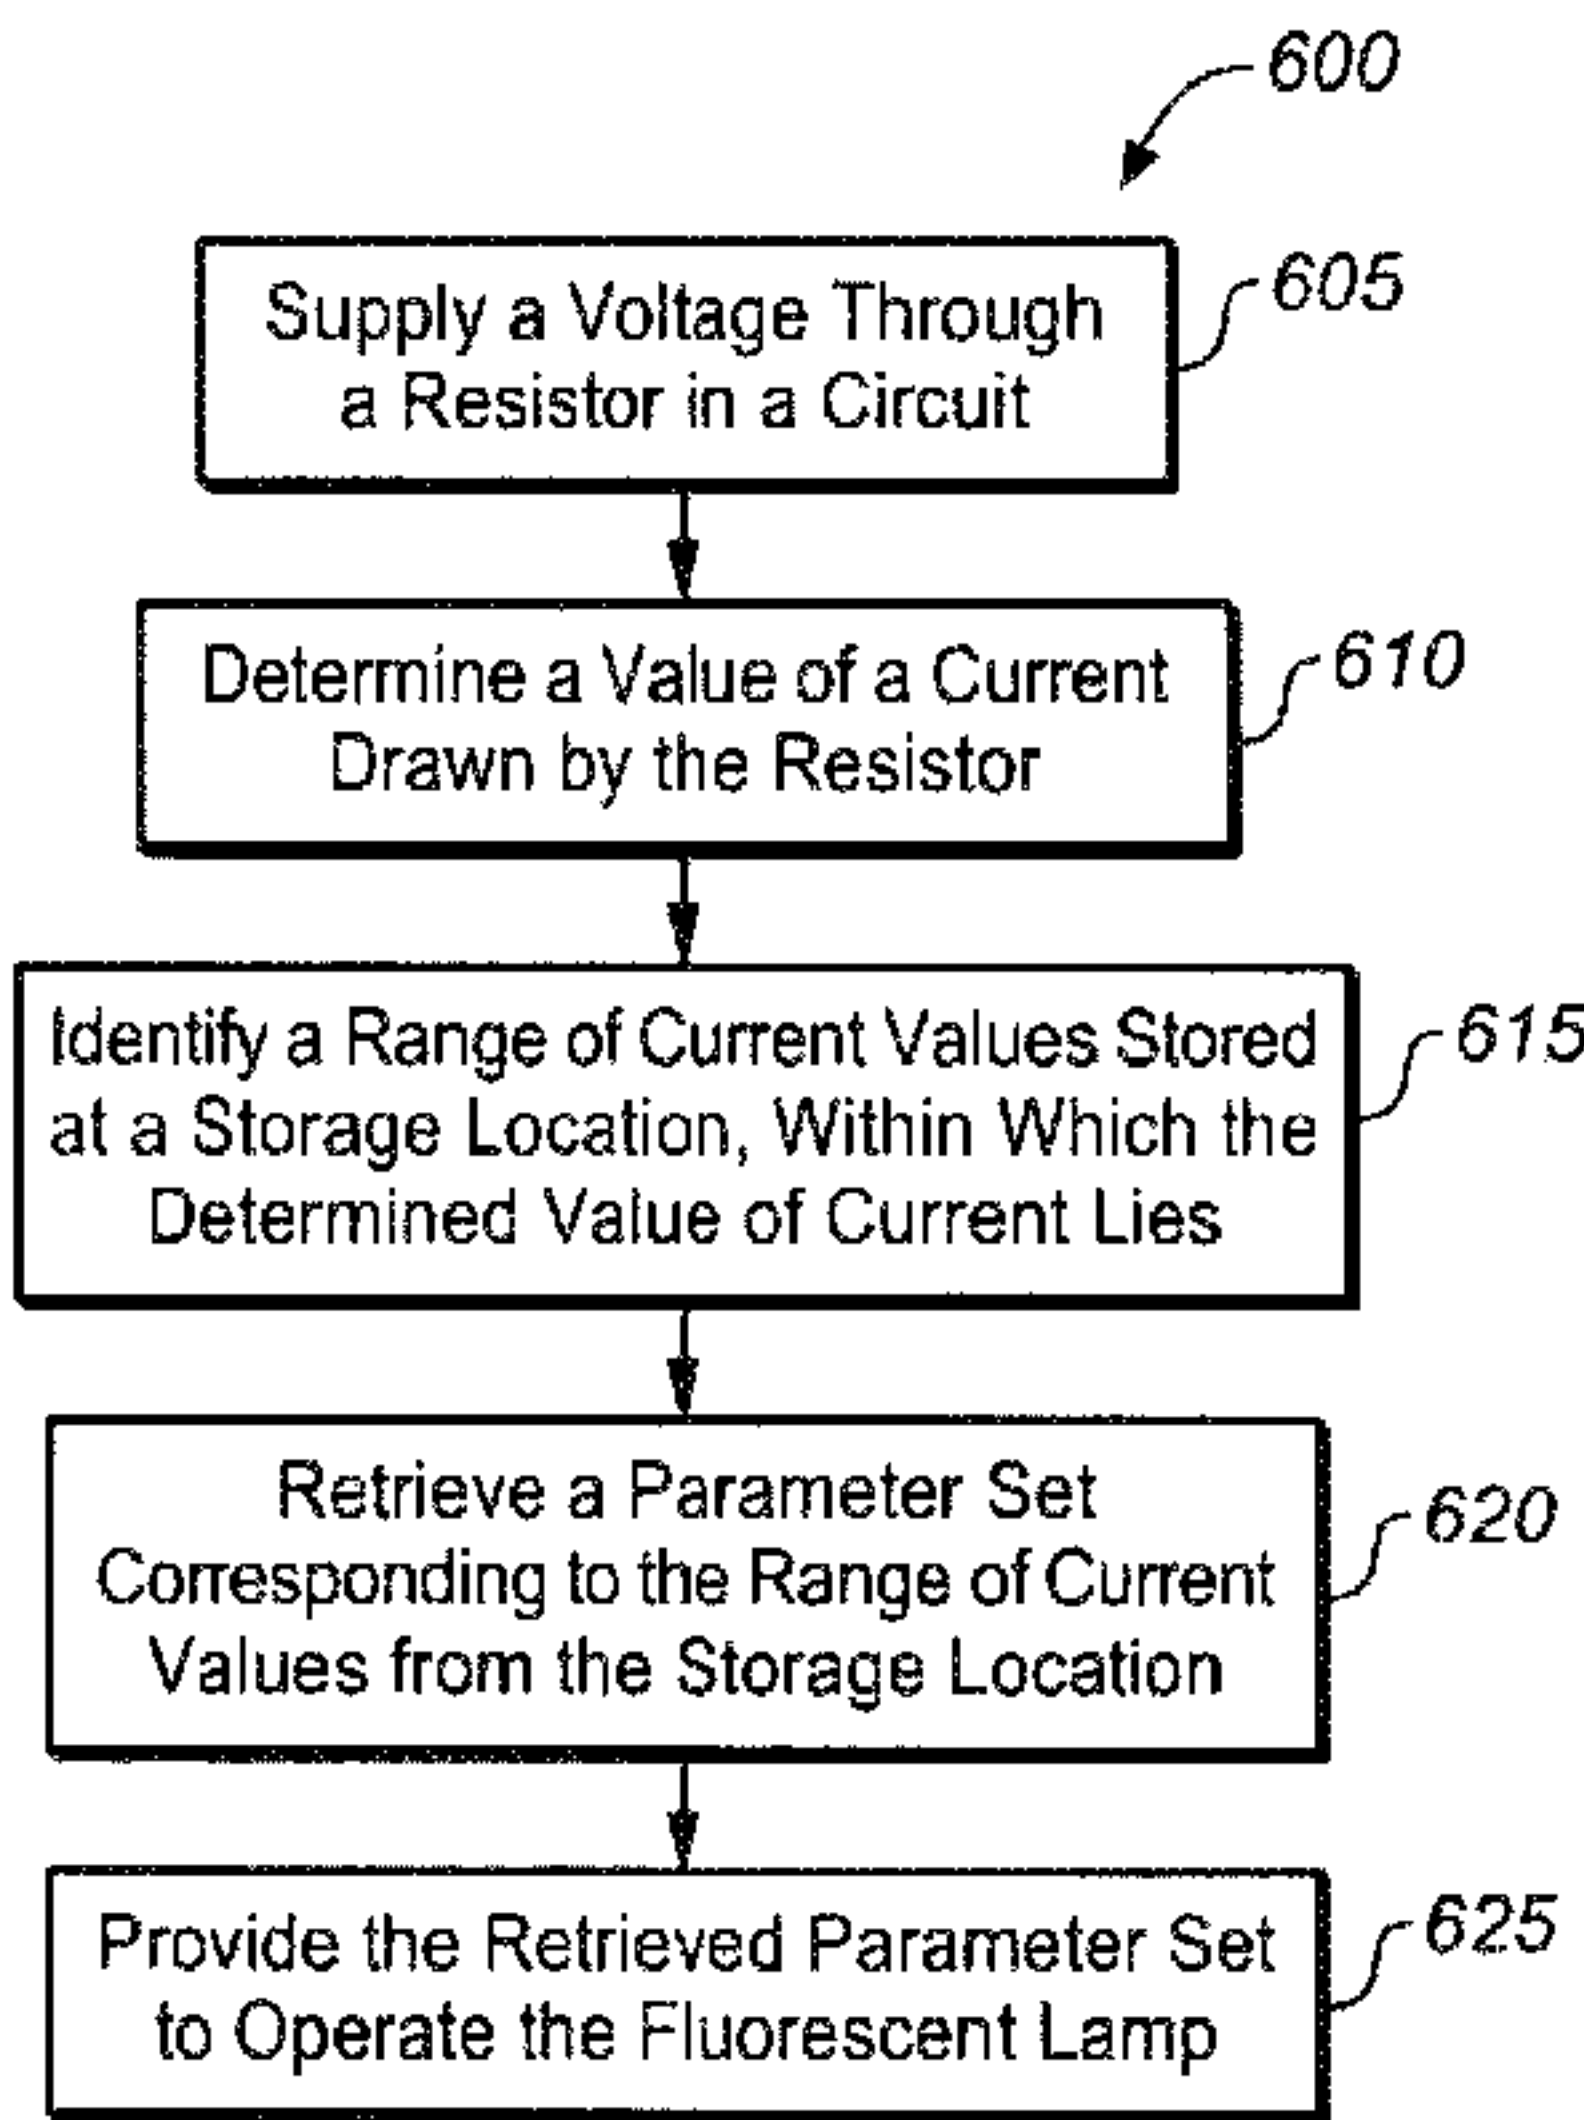 600
Supply a Voltage Through
a Resistor in a Circuit
605
Determine a Value of a Current
Drawn by the Resistor
610
Identify a Range of Current Values Stored
at a Storage Location, Within Which the
Determined Value of Current Lies
615
Retrieve a Parameter Set
Corresponding to the Range of Current
Values from the Storage Location
620
Provide the Retrieved Parameter Set
to Operate the Fluorescent Lamp
625